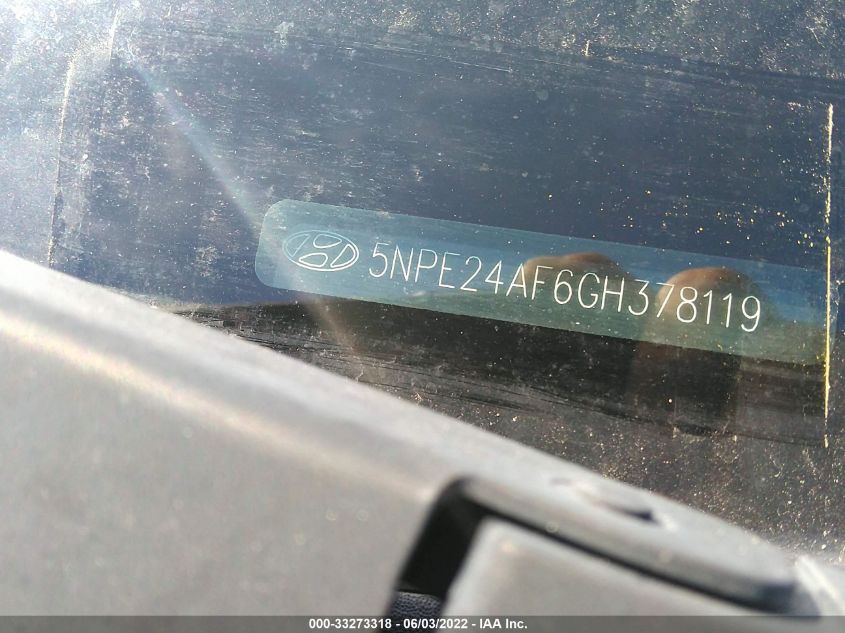 5NPE24AF6GH378119
000-33273318 - 06/03/2022 - IAA Inc.